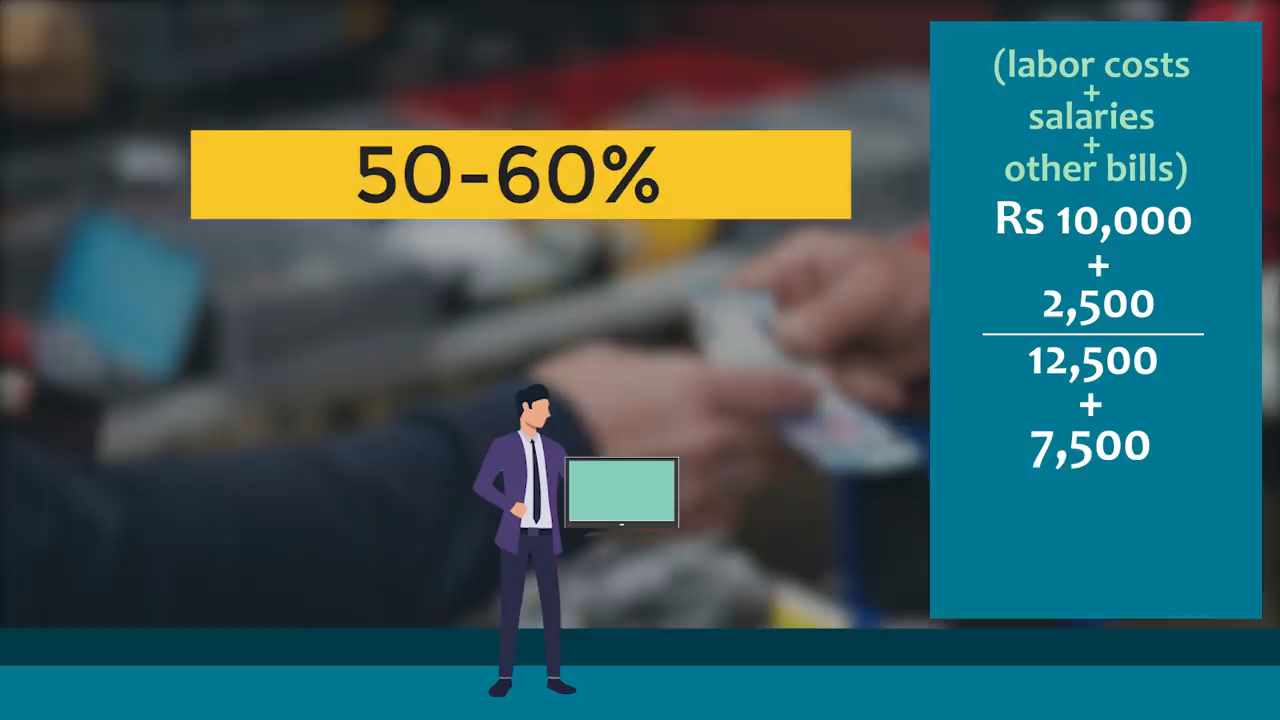 50-60%
(labor costs
+
salaries
+
other bills)
Rs 10,000
+
2,500
12,500
+
7,500